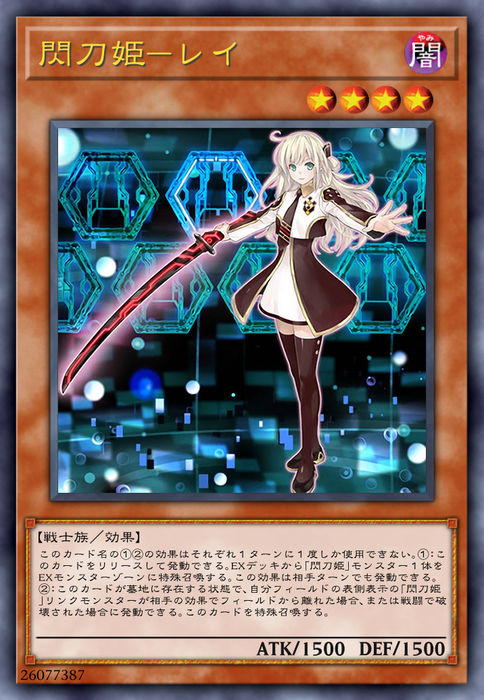 閃刀姫－レイ
やみ
闇
【戦士族／効果】
このカード名の①②の効果はそれぞれ１ターンに１度しか使用できない。①：こ
のカードをリリースして発動できる。EXデッキから「閃刀姫」モンスター１体を
EXモンスターゾーンに特殊召喚する。この効果は相手ターンでも発動できる。
②：このカードが墓地に存在する状態で、自分フィールドの表側表示の「閃刀姫
」リンクモンスターが相手の効果でフィールドから離れた場合、または戦闘で破
壊された場合に発動できる。このカードを特殊召喚する。
ATK/1500 DEF/1500
26077387